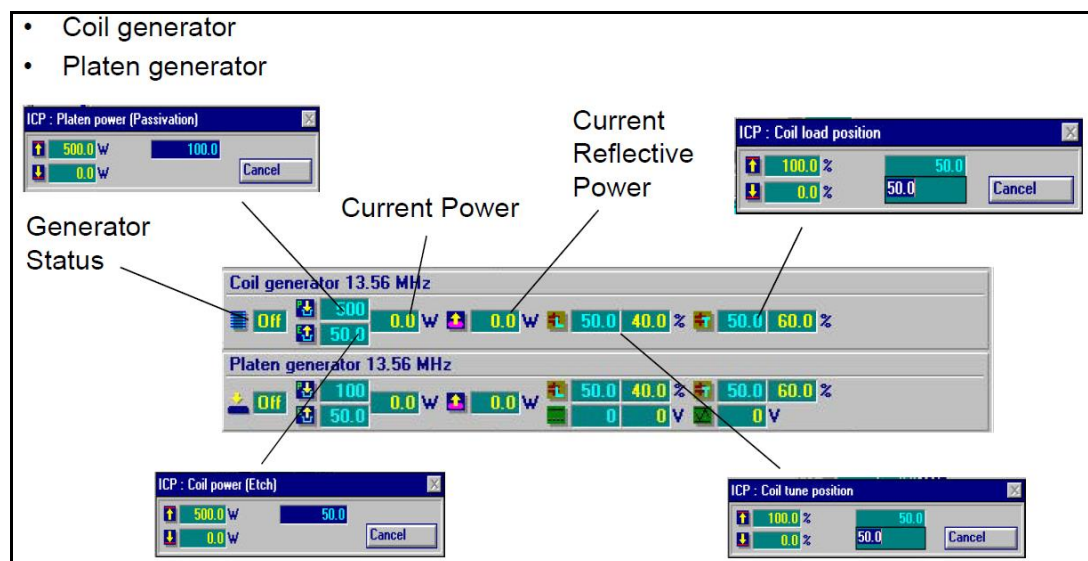 • Coil generator
• Platen generator
ICP : Platen power (Passivation)
500.0 W 100.0
0.0 W Cancel
Generator
Status
Current Power
Current
Reflective
Power
ICP : Coil load position
100.0 % 50.0
0.0 % 50.0 Cancel
Coil generator 13.56 MHz
Off 500 0.0 W 0.0 W 50.0 40.0 % 50.0 60.0 %
50.0
Platen generator 13.56 MHz
Off 100 0.0 W 0.0 W 50.0 40.0 % 50.0 60.0 %
50.0 0 0 V 0 V
ICP : Coil power (Etch)
500.0 W 50.0
0.0 W Cancel
ICP : Coil tune position
100.0 % 50.0
0.0 % 50.0 Cancel